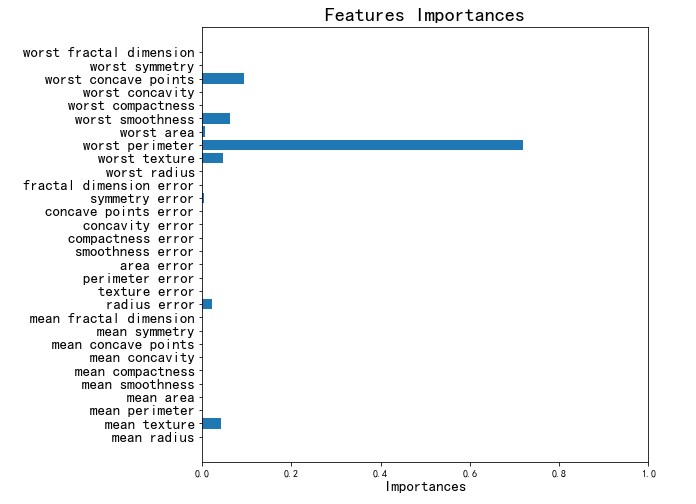 Features Importances
worst fractal dimension
worst symmetry
worst concave points
worst concavity
worst compactness
worst smoothness
worst area
worst perimeter
worst texture
worst radius
fractal dimension error
symmetry error
concave points error
concavity error
compactness error
smoothness error
area error
perimeter error
texture error
radius error
mean fractal dimension
mean symmetry
mean concave points
mean concavity
mean compactness
mean smoothness
mean area
mean perimeter
mean texture
mean radius
0.0 0.2 0.4 0.6 0.8 1.0
Importances